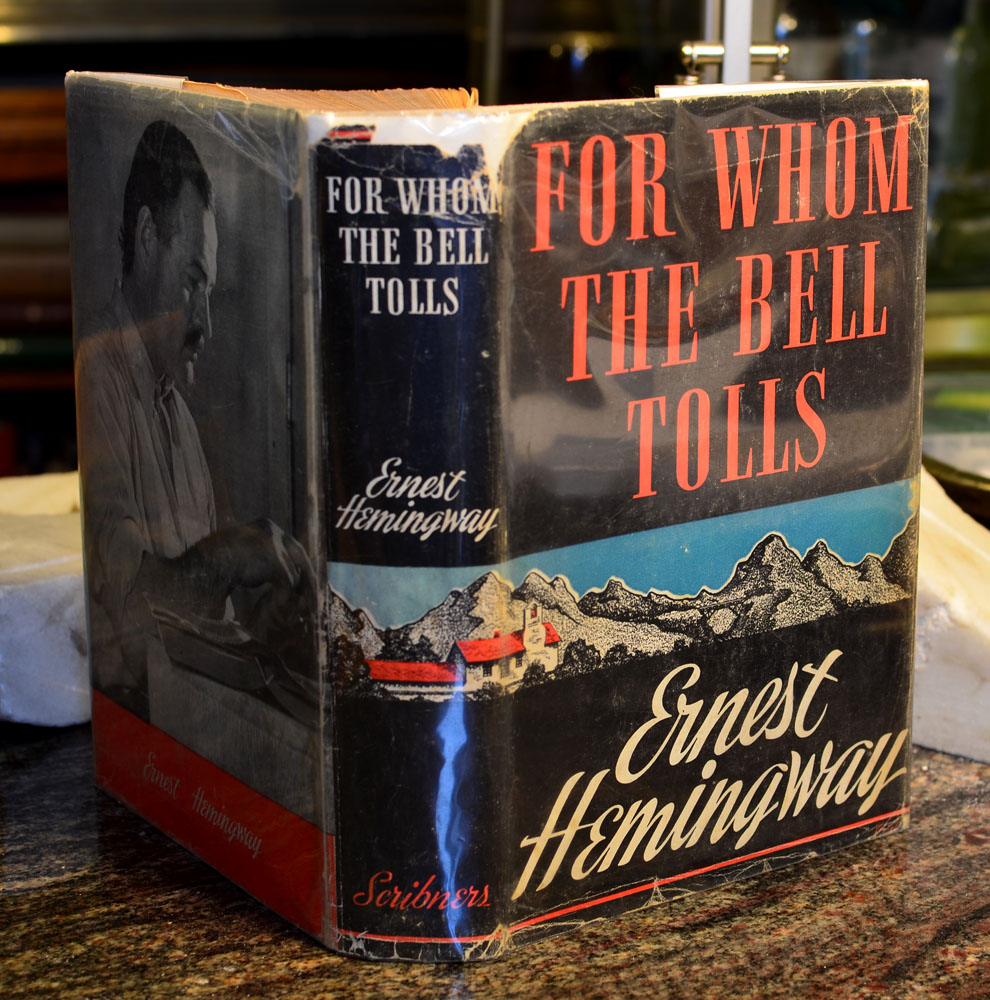 FOR WHOM
THE BELL
TOLLS
Ernest
Hemingway
Ernest Hemingway
FOR WHOM
THE BELL
TOLLS
Ernest
Hemingway
Scribners